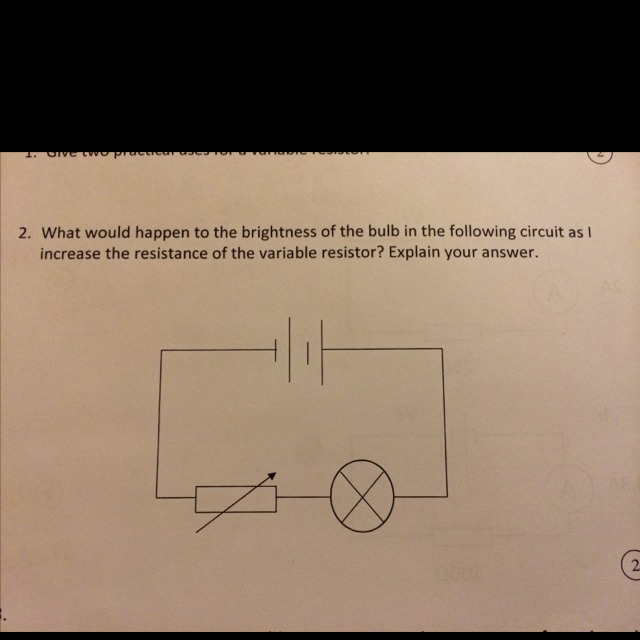 1. Give two practical uses for a variable resistor.
2
2. What would happen to the brightness of the bulb in the following circuit as I
increase the resistance of the variable resistor? Explain your answer.
2